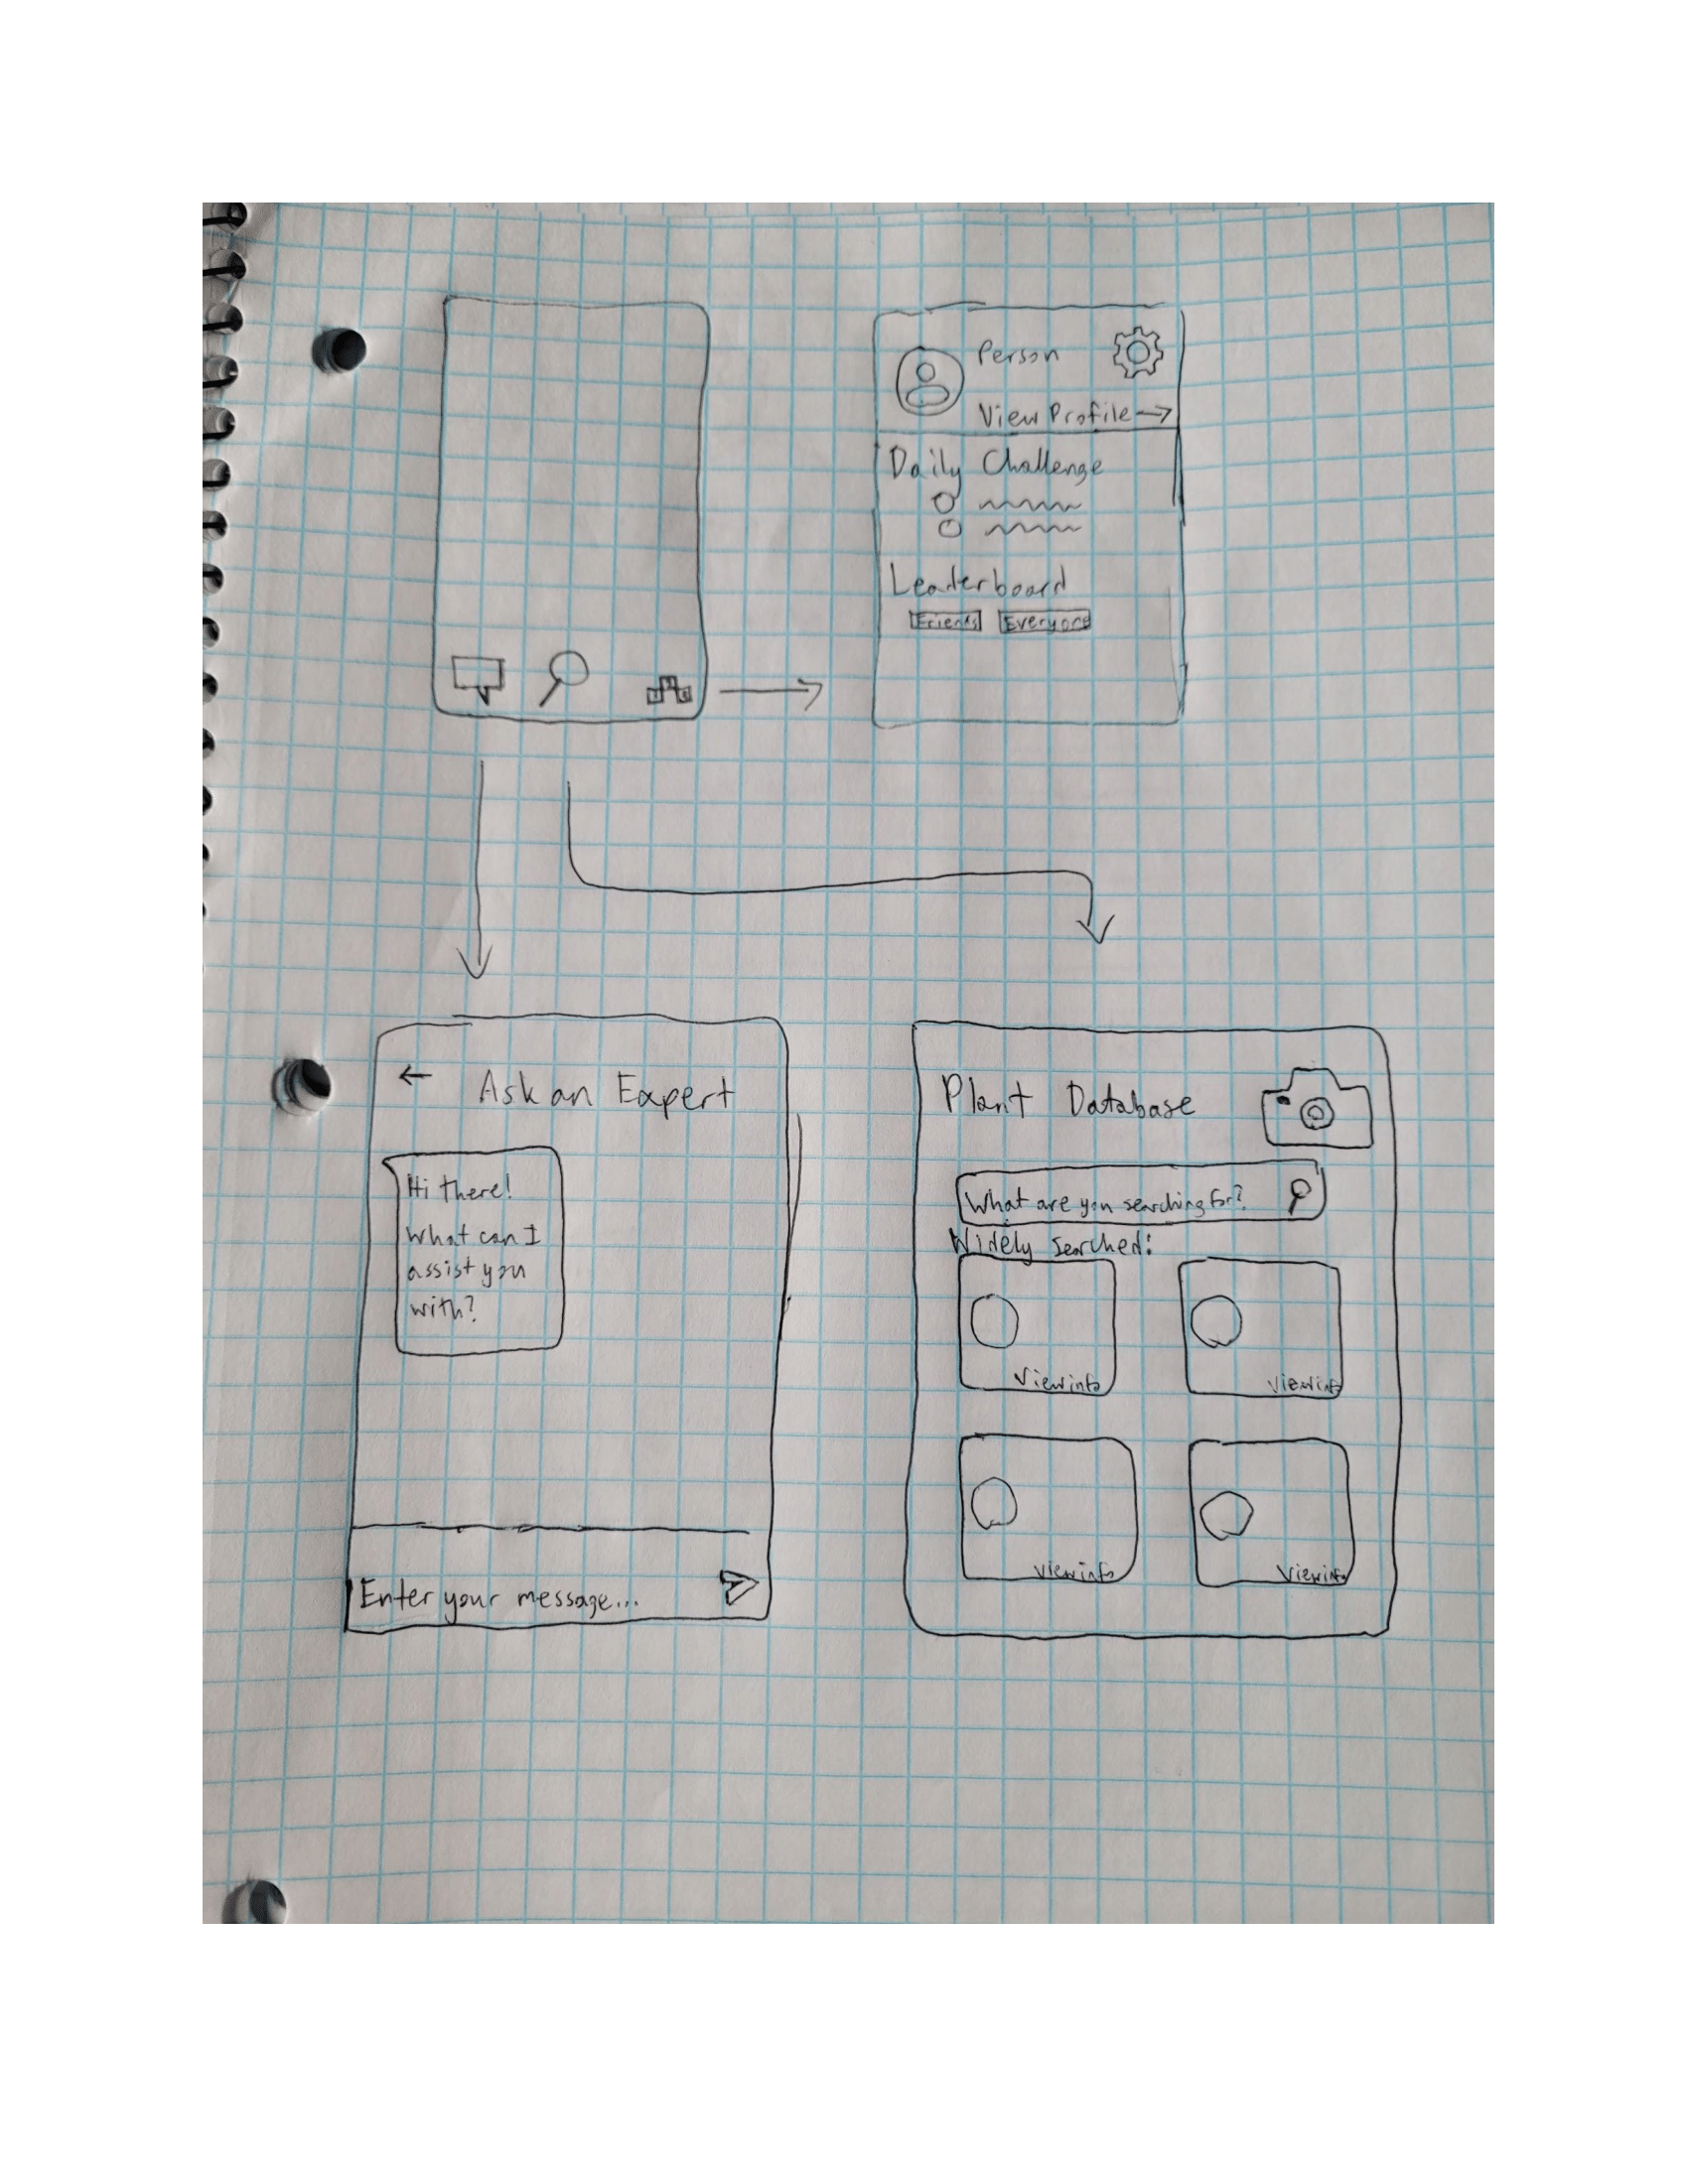 Person
View Profile
Daily Challenge
Leaderboard
Friends Everyone
Ask an Expert
Hi there!
What can I
assist you
with?
Enter your message...
Plant Database
What are you searching for?
Widely Searched:
View info View info
View info View info